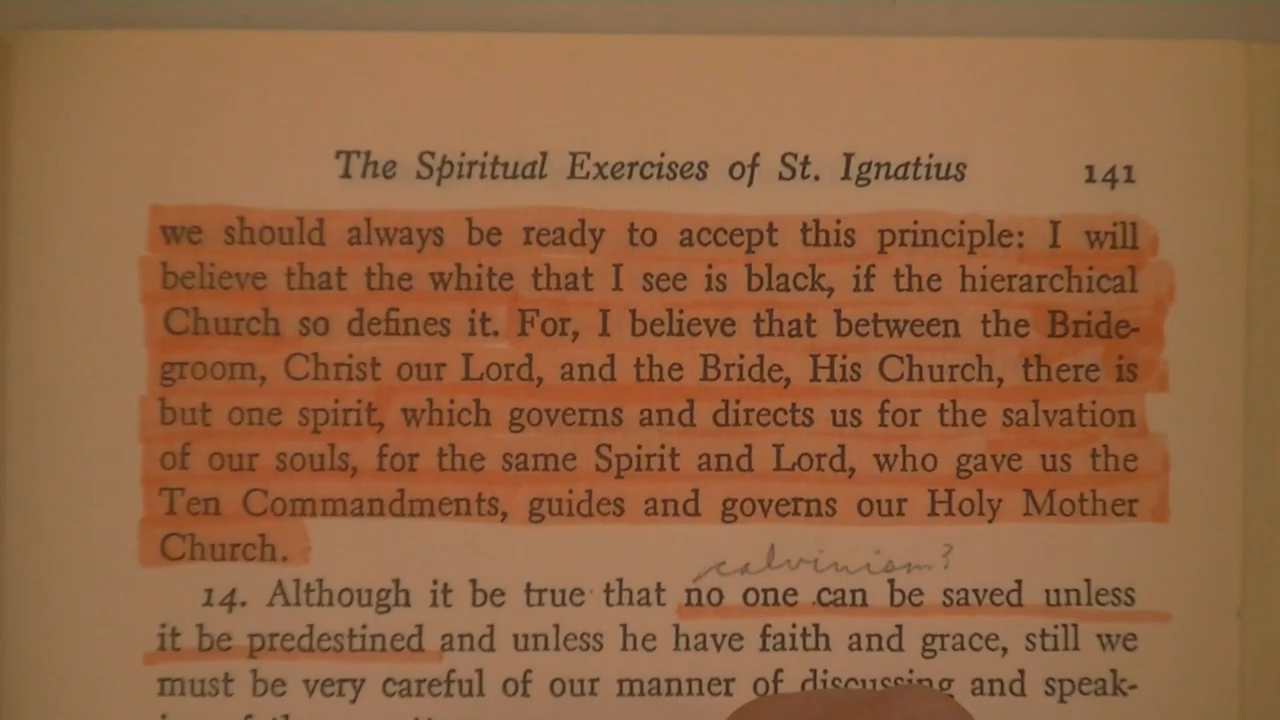 The Spiritual Exercises of St. Ignatius 141
we should always be ready to accept this principle: I will
believe that the white that I see is black, if the hierarchical
Church so defines it. For, I believe that between the Bride-
groom, Christ our Lord, and the Bride, His Church, there is
but one spirit, which governs and directs us for the salvation
of our souls, for the same Spirit and Lord, who gave us the
Ten Commandments, guides and governs our Holy Mother
Church.
calvinism?
14. Although it be true that no one can be saved unless
it be predestined and unless he have faith and grace, still we
must be very careful of our manner of discussing and speak-